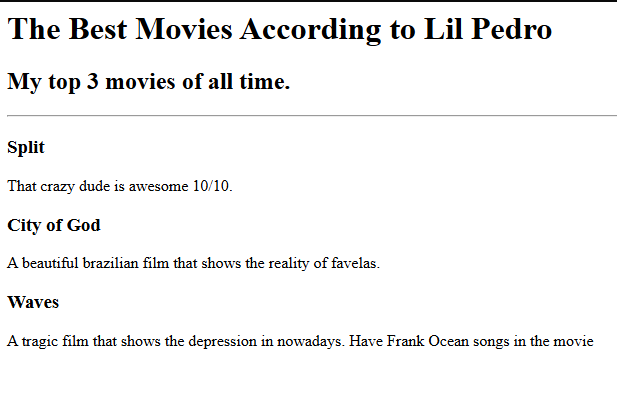 The Best Movies According to Lil Pedro
My top 3 movies of all time.
Split
That crazy dude is awesome 10/10.
City of God
A beautiful brazilian film that shows the reality of favelas.
Waves
A tragic film that shows the depression in nowadays. Have Frank Ocean songs in the movie